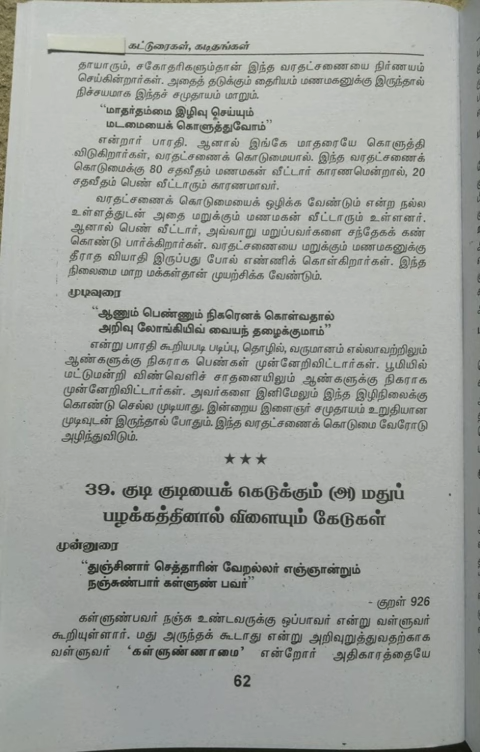 கட்டுரைகள், கடிதங்கள்
தாயாரும், சகோதரிகளும்தான் இந்த வரதட்சணையை நிர்ணயம்
செய்கின்றார்கள். அதைத் தடுக்கும் தைரியம் மணமகனுக்கு இருந்தால்
நிச்சயமாக இந்தச் சமுதாயம் மாறும்.
“மாதர்தம்மை இழிவு செய்யும்
மடமையைக் கொளுத்துவோம்”
என்றார் பாரதி. ஆனால் இங்கே மாதரையே கொளுத்தி
விடுகிறார்கள், வரதட்சணைக் கொடுமையால். இந்த வரதட்சணைக்
கொடுமைக்கு 80 சதவீதம் மணமகன் வீட்டார் காரணமென்றால், 20
சதவீதம் பெண் வீட்டாரும் காரணமாவர்.
வரதட்சணைக் கொடுமையை ஒழிக்க வேண்டும் என்ற நல்ல
உள்ளத்துடன் அதை மறுக்கும் மணமகன் வீட்டாரும் உள்ளனர்.
ஆனால் பெண் வீட்டார், அவ்வாறு மறுப்பவர்களை சந்தேகக் கண்
கொண்டு பார்க்கிறார்கள். வரதட்சணையை மறுக்கும் மணமகனுக்கு
தீராத வியாதி இருப்பது போல் எண்ணிக் கொள்கிறார்கள். இந்த
நிலைமை மாற மக்கள்தான் முயற்சிக்க வேண்டும்.
முடிவுரை
“ஆணும் பெண்ணும் நிகரெனக் கொள்வதால்
அறிவு லோங்கியிவ் வையந் தழைக்குமாம்”
என்று பாரதி கூறியபடி படிப்பு, தொழில், வருமானம் எல்லாவற்றிலும்
ஆண்களுக்கு நிகராக பெண்கள் முன்னேறிவிட்டார்கள். பூமியில்
மட்டுமன்றி விண்வெளிச் சாதனையிலும் ஆண்களுக்கு நிகராக
முன்னேறிவிட்டார்கள். அவர்களை இனிமேலும் இந்த இழிநிலைக்கு
கொண்டு செல்ல முடியாது. இன்றைய இளைஞர் சமுதாயம் உறுதியான
முடிவுடன் இருந்தால் போதும். இந்த வரதட்சணைக் கொடுமை வேரோடு
அழிந்துவிடும்.
★★★
39. குடி குடியைக் கெடுக்கும் (அ) மதுப்
பழக்கத்தினால் விளையும் கேடுகள்
முன்னுரை
“துஞ்சினார் செத்தாரின் வேறல்லர் எஞ்ஞான்றும்
நஞ்சுண்பார் கள்ளுண் பவர்”
- குறள் 926
கள்ளுண்பவர் நஞ்சு உண்டவருக்கு ஒப்பாவர் என்று வள்ளுவர்
கூறியுள்ளார். மது அருந்தக் கூடாது என்று அறிவுறுத்துவதற்காக
வள்ளுவர் ‘கள்ளுண்ணாமை’ என்றோர் அதிகாரத்தையே
62